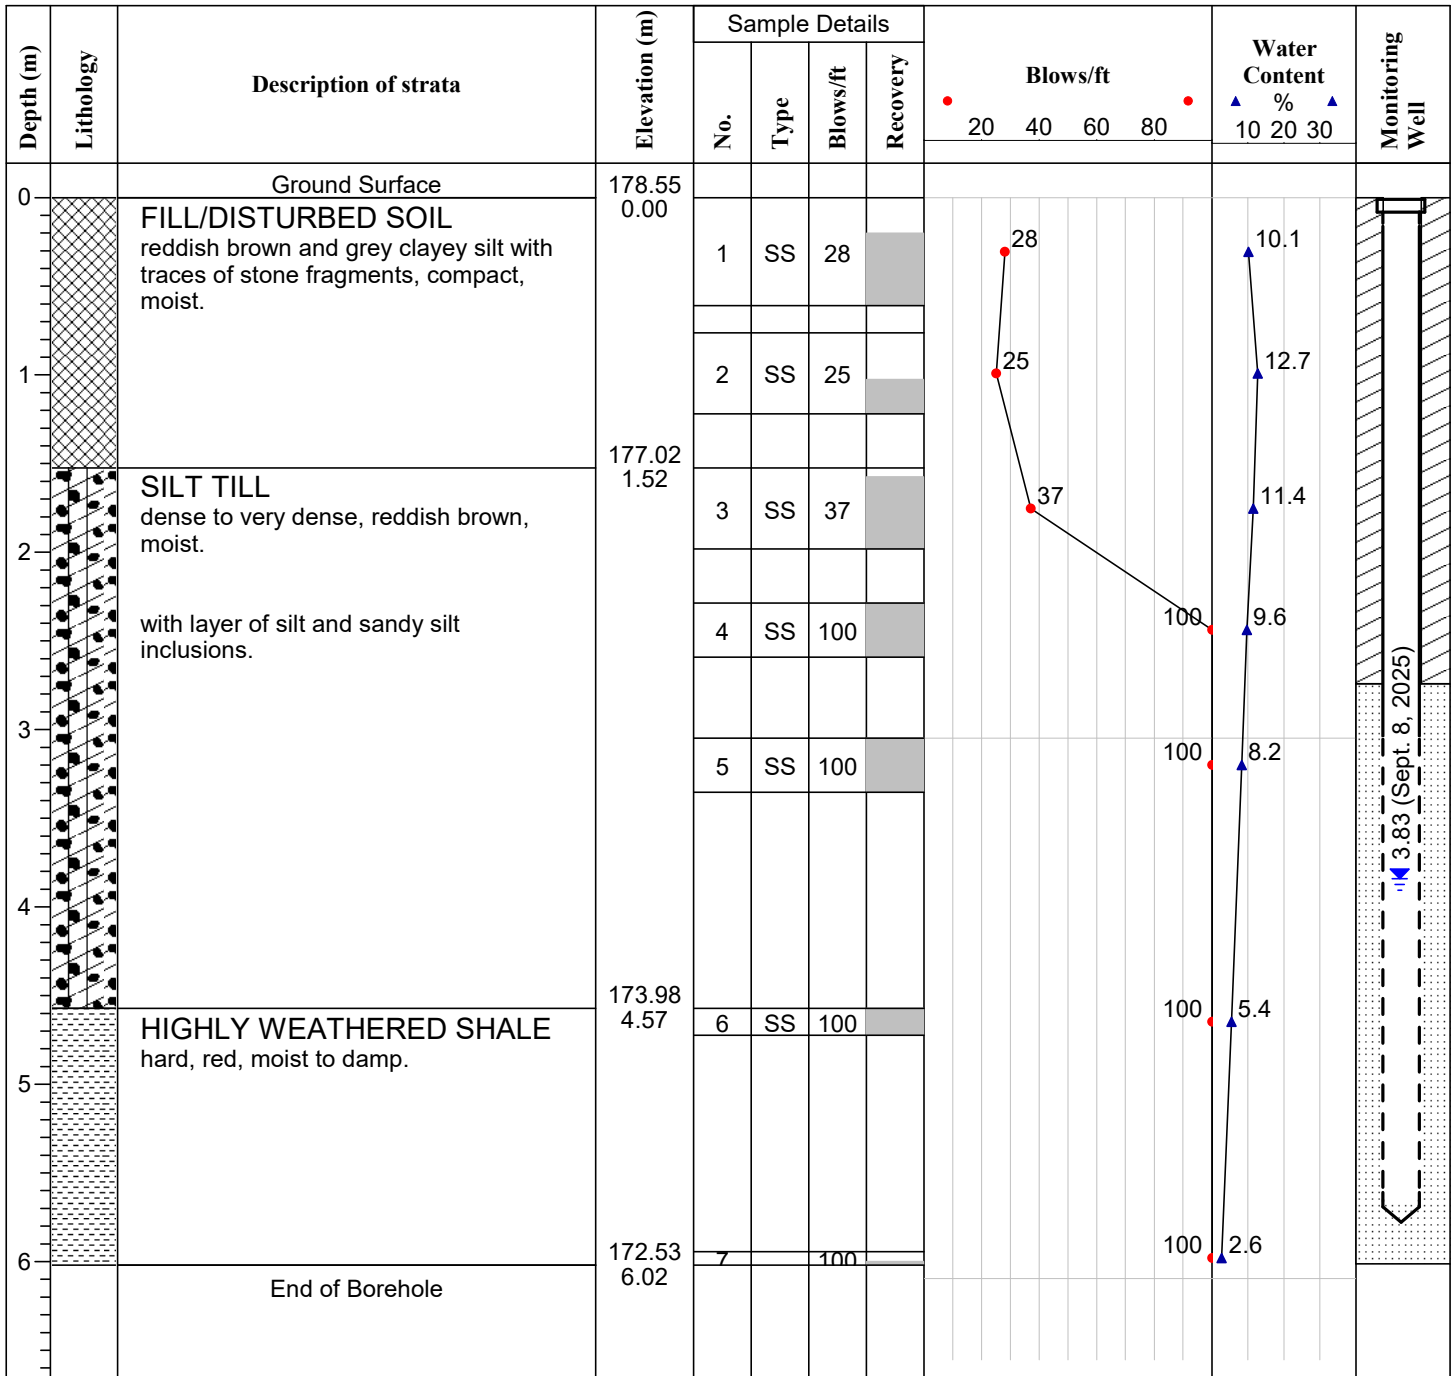 Depth (m)
Lithology
Description of strata
Elevation (m)
Sample Details
No.
Type
Blows/ft
Recovery
Blows/ft
20 40 60 80
Water
Content
%
10 20 30
Monitoring
Well
Ground Surface
178.55
0.00
0
FILL/DISTURBED SOIL
reddish brown and grey clayey silt with
traces of stone fragments, compact,
moist.
1 SS 28
28
10.1
1
2 SS 25
25
12.7
177.02
1.52
SILT TILL
dense to very dense, reddish brown,
moist.
3 SS 37
37
11.4
2
with layer of silt and sandy silt
inclusions.
4 SS 100
100
9.6
3
5 SS 100
100
8.2
3.83 (Sept. 8, 2025)
4
173.98
4.57
HIGHLY WEATHERED SHALE
hard, red, moist to damp.
6 SS 100
100
5.4
5
6
172.53
6.02
7 100
100
2.6
End of Borehole